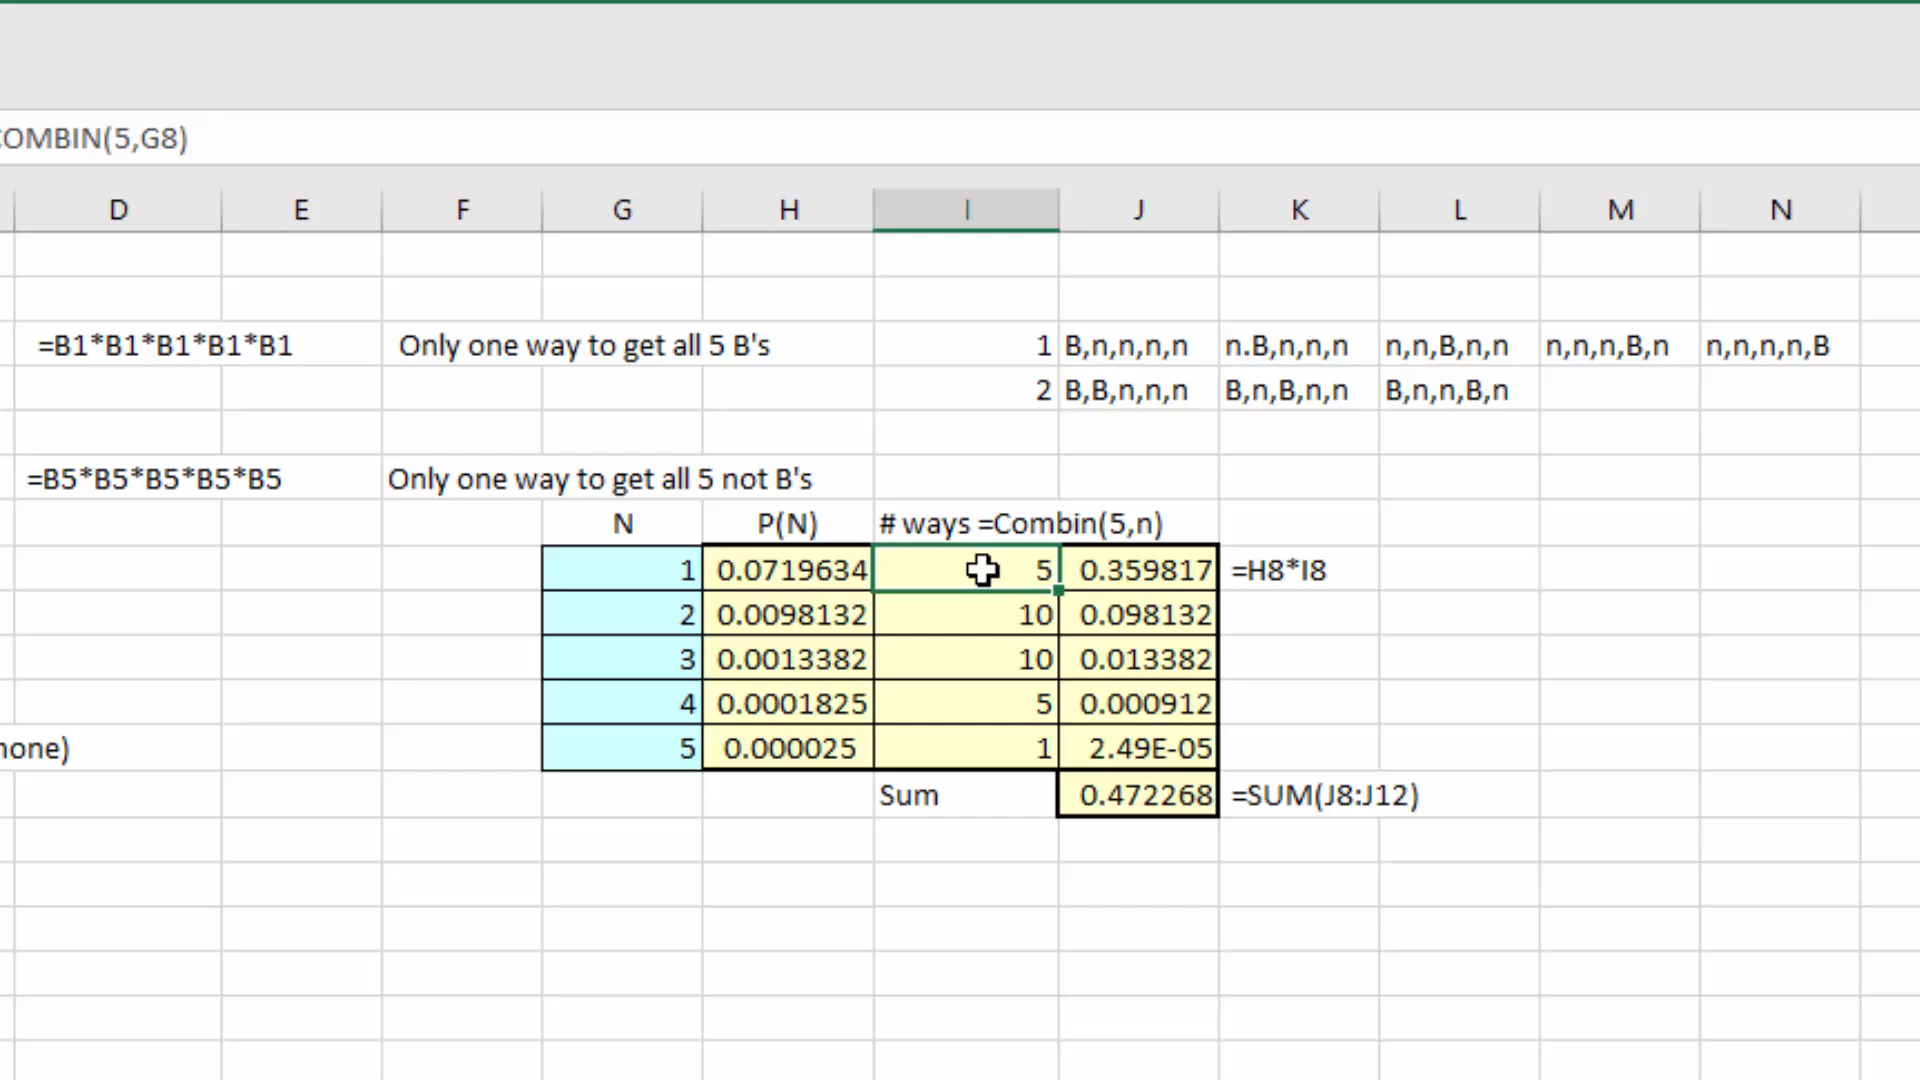 COMBIN(5,G8)
D E F G H I J K L M N
=B1*B1*B1*B1*B1 Only one way to get all 5 B's 1 B,n,n,n,n n.B,n,n,n n,n,B,n,n n,n,n,B,n n,n,n,n,B
2 B,B,n,n,n B,n,B,n,n B,n,n,B,n
=B5*B5*B5*B5*B5 Only one way to get all 5 not B's
N P(N) # ways =Combin(5,n)
1 0.0719634 5 0.359817 =H8*I8
2 0.0098132 10 0.098132
3 0.0013382 10 0.013382
4 0.0001825 5 0.000912
none) 5 0.000025 1 2.49E-05
Sum 0.472268 =SUM(J8:J12)